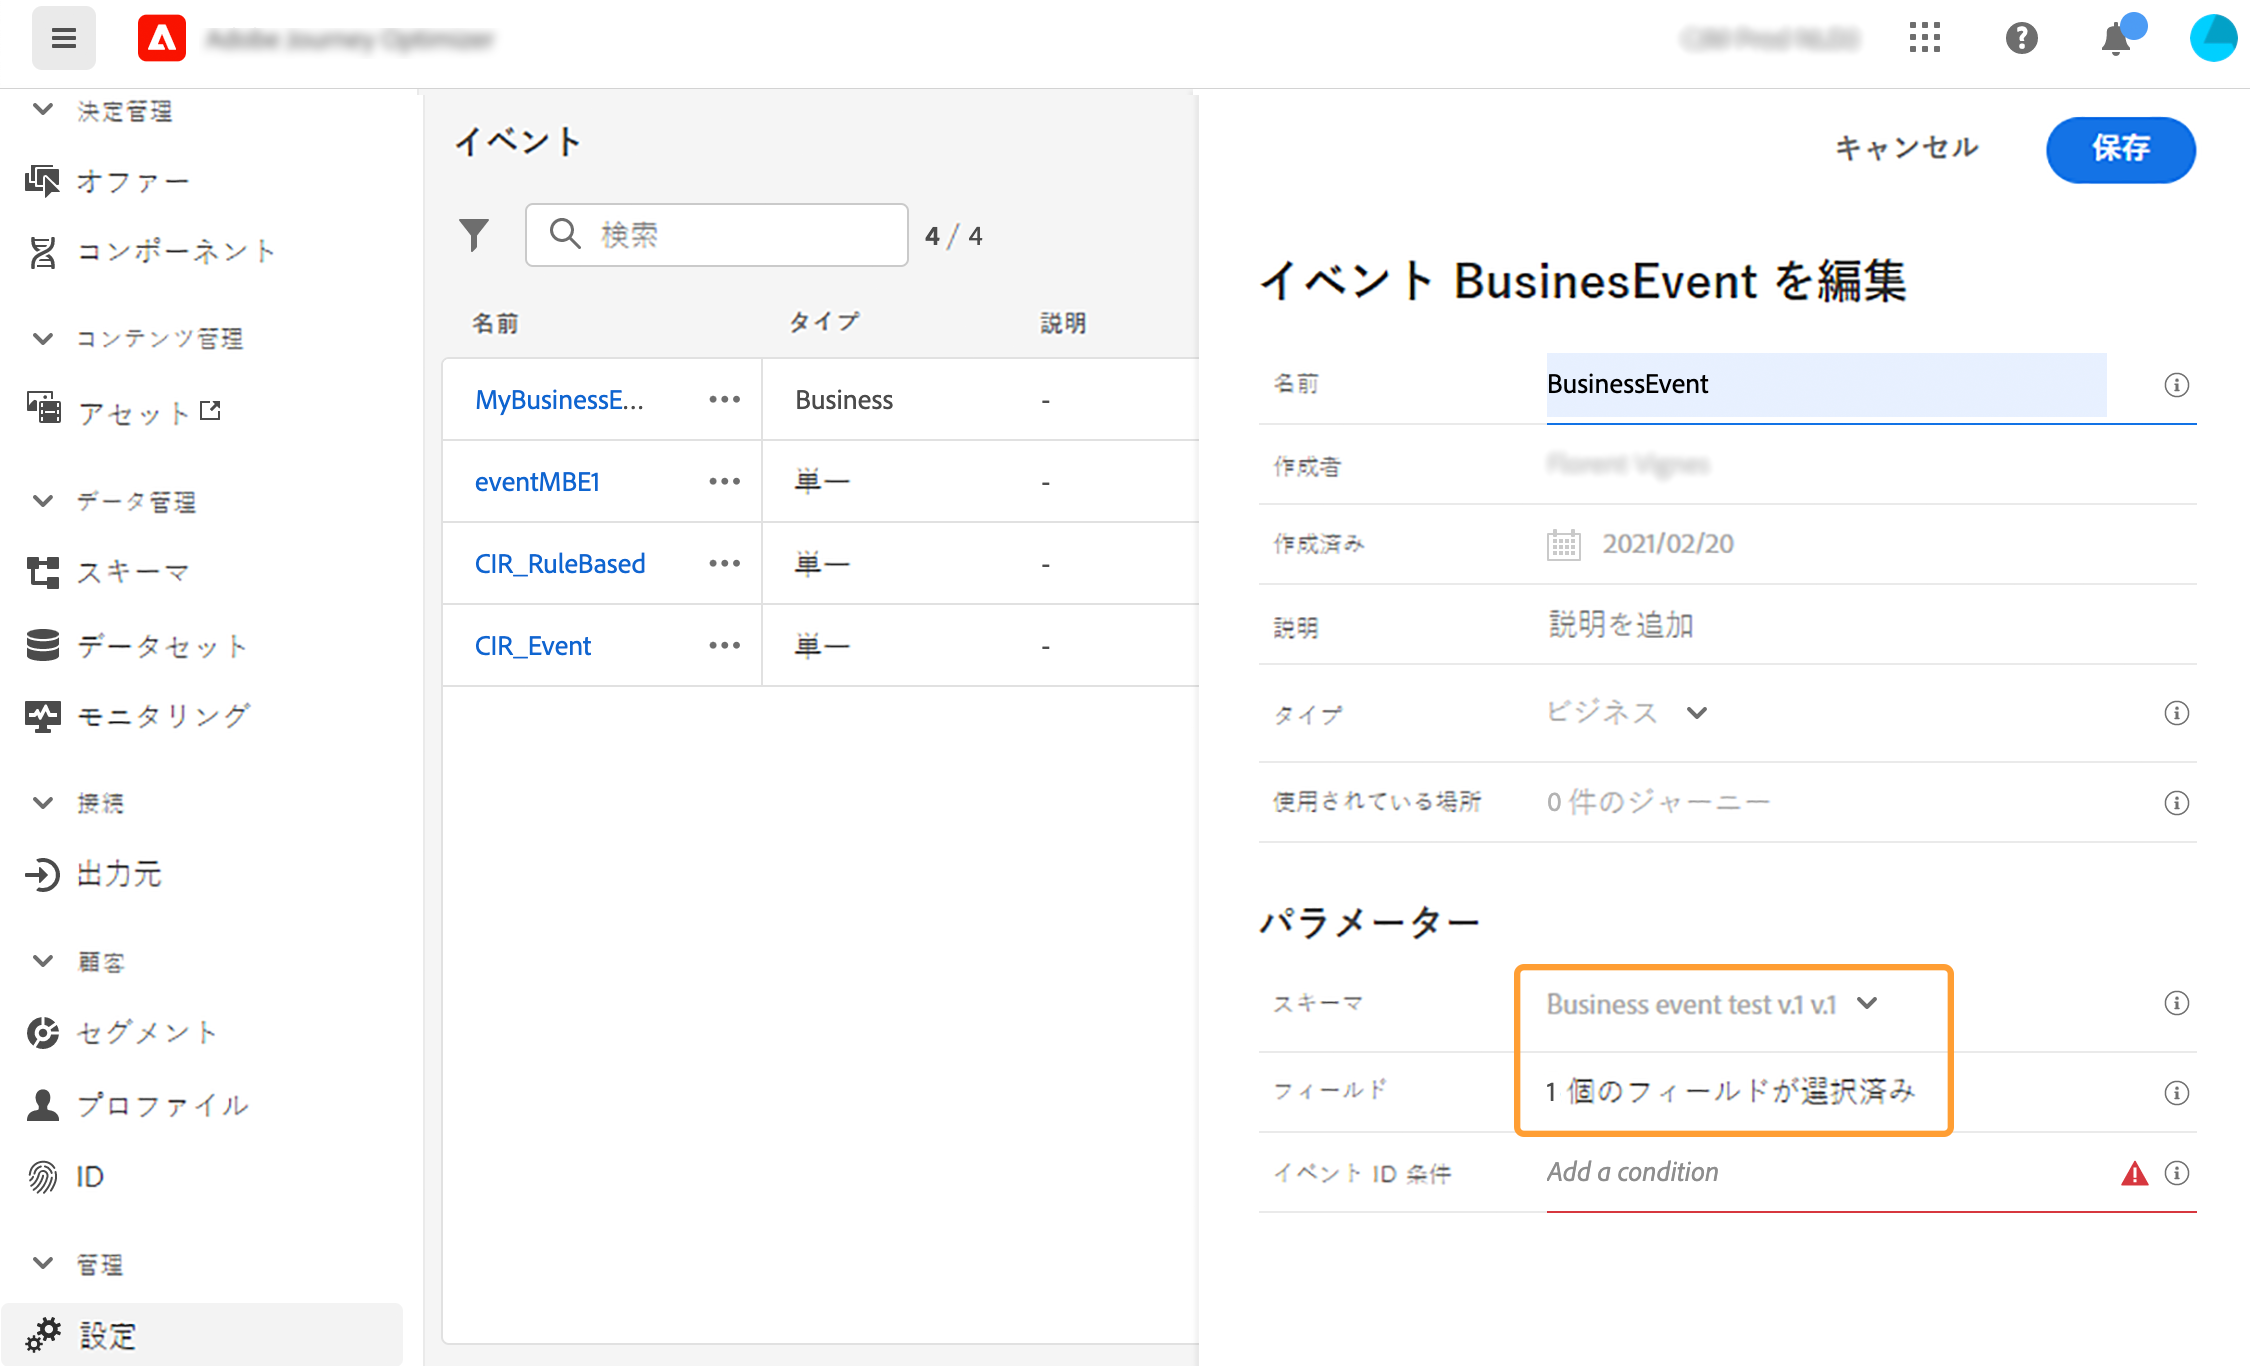 決定管理
オファー
コンポーネント
コンテンツ管理
アセット
データ管理
スキーマ
データセット
モニタリング
接続
出力元
顧客
セグメント
プロファイル
ID
管理
設定
イベント
検索
4 / 4
名前 タイプ 説明
MyBusinessE... Business -
eventMBE1 単一 -
CIR_RuleBased 単一 -
CIR_Event 単一 -
キャンセル 保存
イベント BusinesEvent を編集
名前 BusinessEvent
作成者
作成済み 2021/02/20
説明 説明を追加
タイプ ビジネス
使用されている場所 0 件のジャーニー
パラメーター
スキーマ Business event test v.1 v.1
フィールド 1 個のフィールドが選択済み
イベント ID 条件 Add a condition